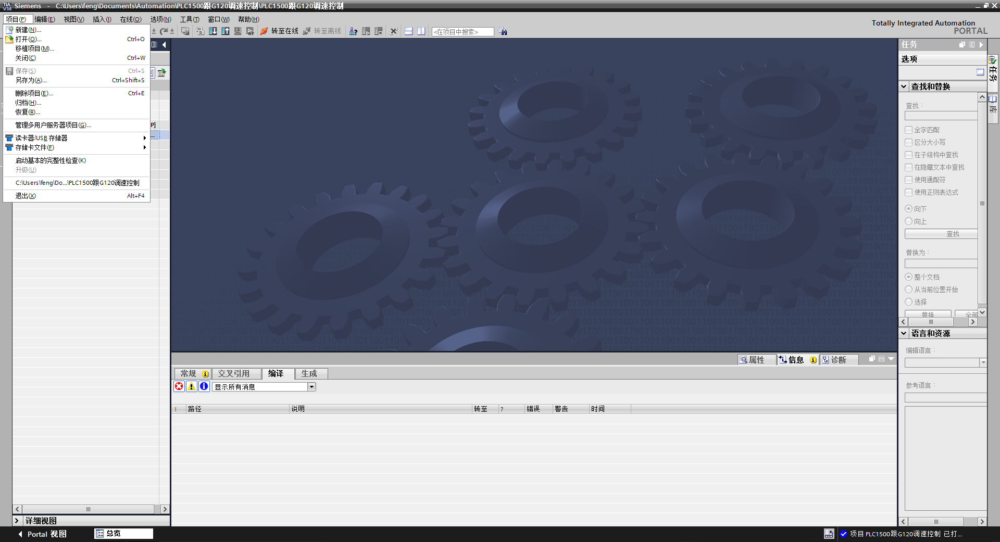 TIA V14 Siemens - C:\Users\feng\Documents\Automation\PLC1500跟G120调速控制\PLC1500跟G120调速控制
项目(P) 编辑(E) 视图(V) 插入(I) 在线(O) 选项(N) 工具(T) 窗口(W) 帮助(H)
Totally Integrated Automation
PORTAL
转至在线 转至离线 <在项目中搜索>
新建(N)...
打开(O)... Ctrl+O
移植项目(M)...
关闭(C) Ctrl+W
保存(S) Ctrl+S
另存为(A)... Ctrl+Shift+S
删除项目(E)... Ctrl+E
归档(H)...
恢复(R)...
管理多用户服务器项目(G)...
读卡器/USB 存储器
存储卡文件(F)
启动基本的完整性检查(K)
升级(U)
C:\Users\feng\Do...\PLC1500跟G120调速控制
退出(X) Alt+F4
P]
...
详细视图
Portal 视图
总览
属性 信息 诊断
常规 交叉引用 编译 生成
显示所有消息
! 路径 说明 转至 ? 错误 警告 时间
任务
选项
查找和替换
查找：
全字匹配
区分大小写
在子结构中查找
在隐藏文本中查找
使用通配符
使用正则表达式
向下
向上
查找
替换为：
整个文档
从当前位置开始
选择
替换 全部
语言和资源
编辑语言：
参考语言：
任务
库
项目 PLC1500跟G120调速控制 已打...